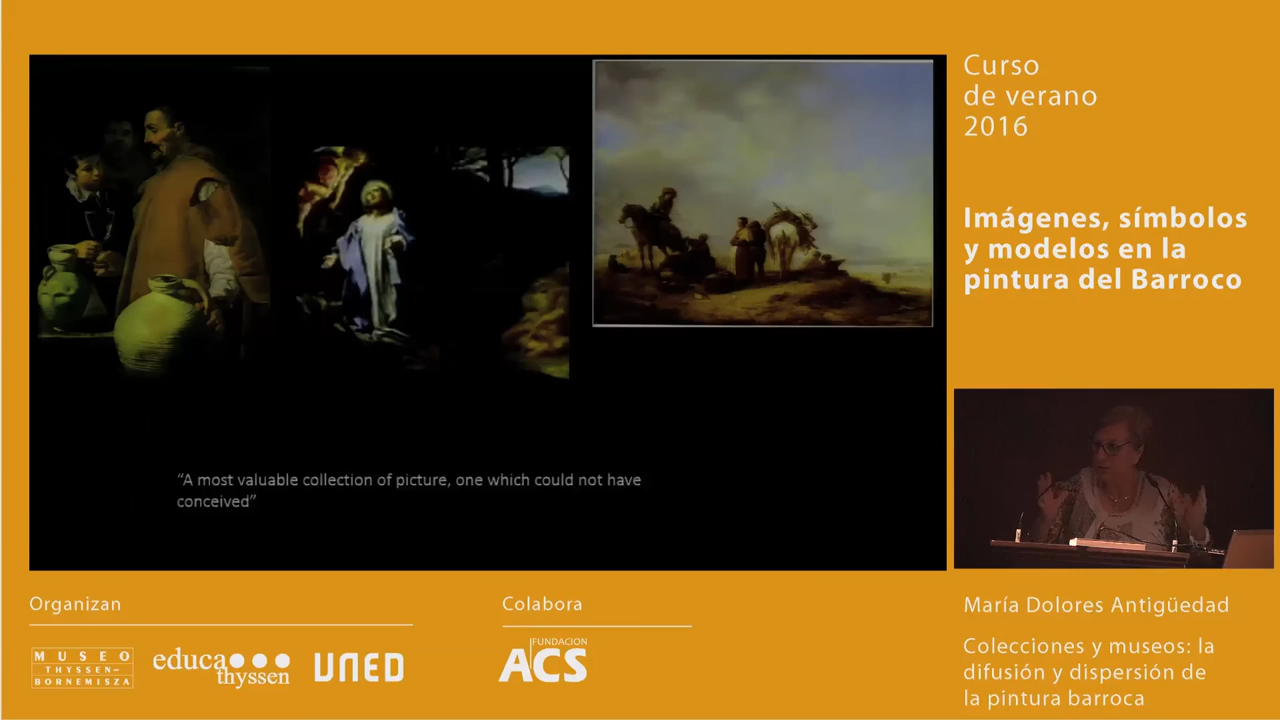 Curso
de verano
2016
Imágenes, símbolos
y modelos en la
pintura del Barroco
“A most valuable collection of picture, one which could not have
conceived”
Organizan
MUSEO
THYSSEN-
BORNEMISZA
educa
thyssen
UNED
Colabora
FUNDACION
ACS
María Dolores Antigüedad
Colecciones y museos: la
difusión y dispersión de
la pintura barroca